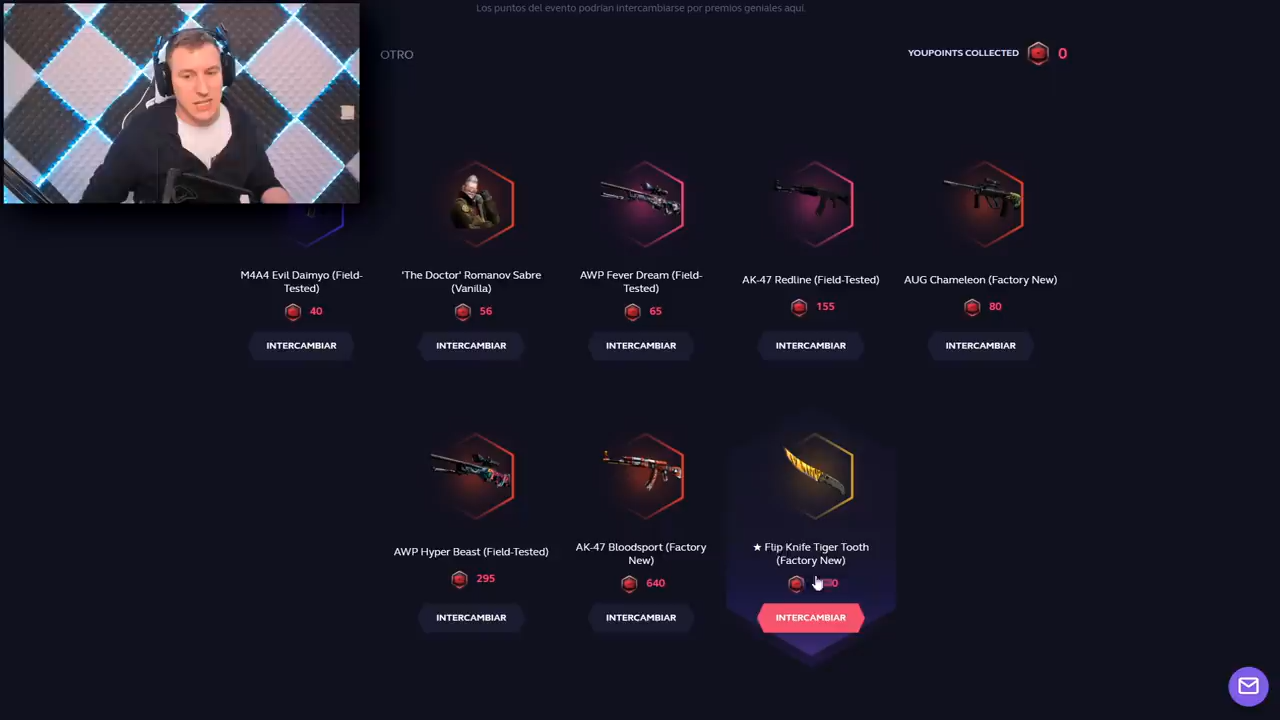 Los puntos del evento podrían intercambiarse por premios geniales aquí.
OTRO
YOUPOINTS COLLECTED 0
M4A4 Evil Daimyo (Field-
Tested)
40
INTERCAMBIAR
'The Doctor' Romanov Sabre
(Vanilla)
56
INTERCAMBIAR
AWP Fever Dream (Field-
Tested)
65
INTERCAMBIAR
AK-47 Redline (Field-Tested)
155
INTERCAMBIAR
AUG Chameleon (Factory New)
80
INTERCAMBIAR
AWP Hyper Beast (Field-Tested)
295
INTERCAMBIAR
AK-47 Bloodsport (Factory
New)
640
INTERCAMBIAR
★ Flip Knife Tiger Tooth
(Factory New)
INTERCAMBIAR